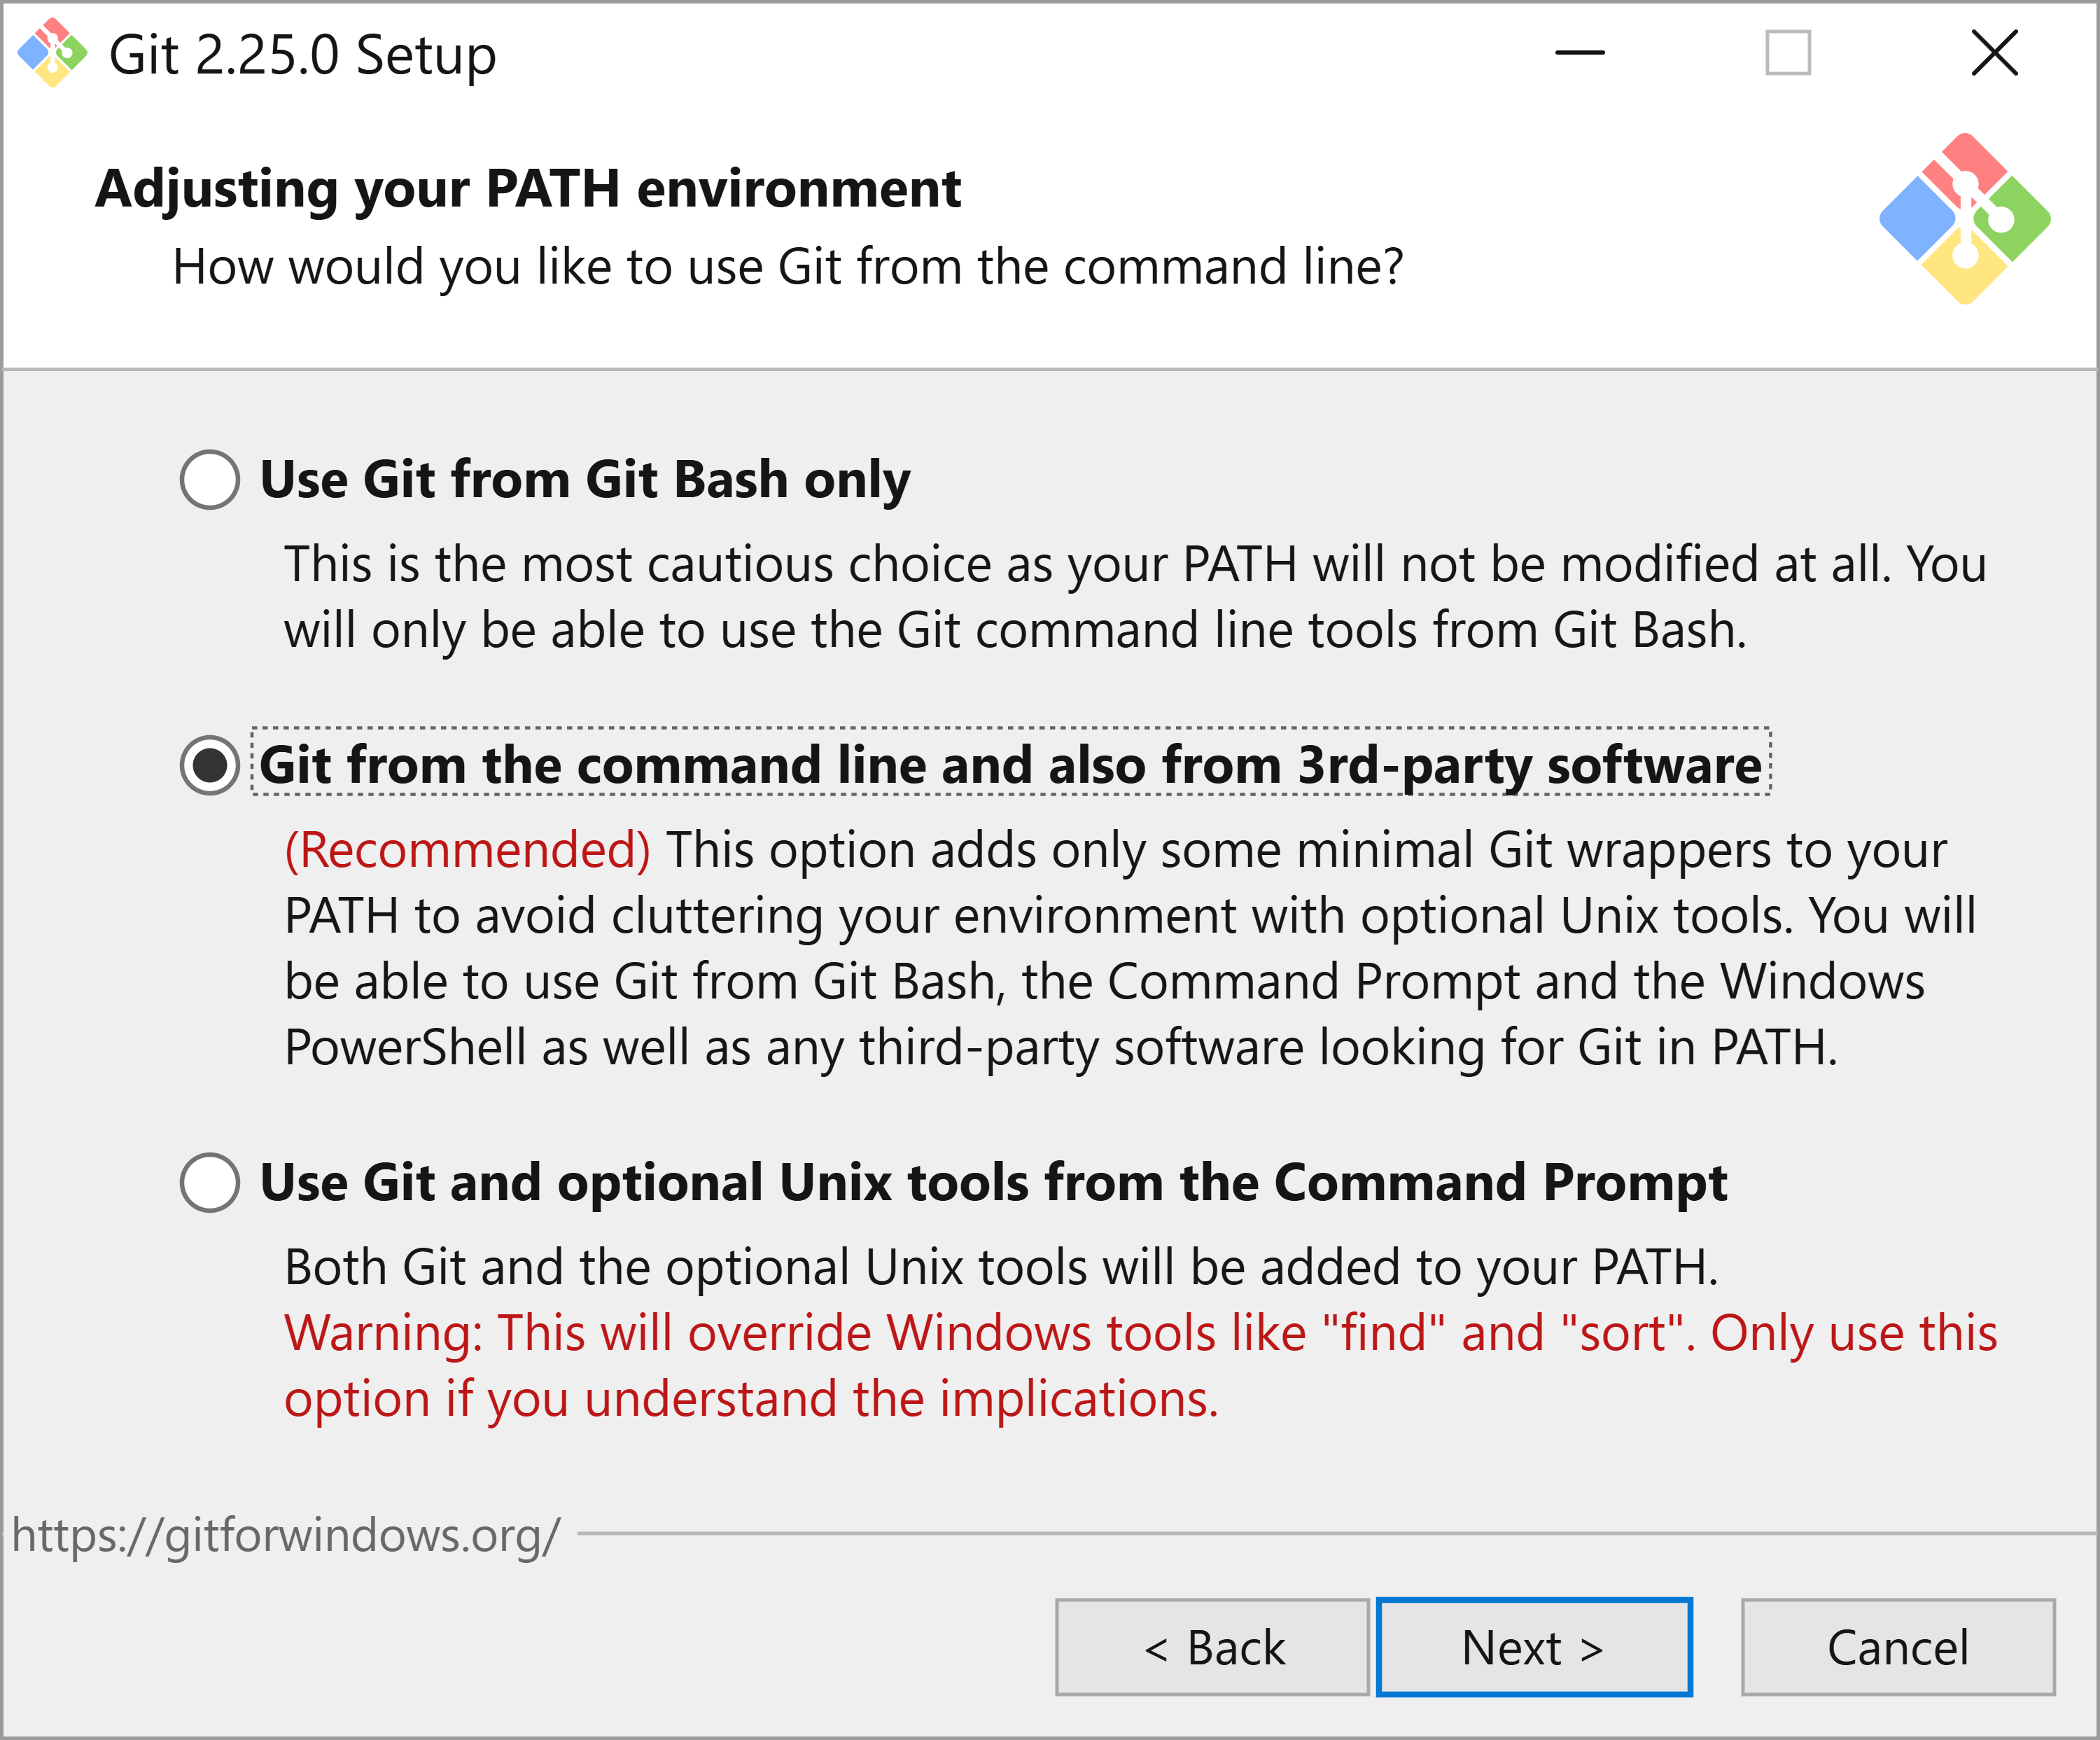 Git 2.25.0 Setup
Adjusting your PATH environment
How would you like to use Git from the command line?
Use Git from Git Bash only
This is the most cautious choice as your PATH will not be modified at all. You
will only be able to use the Git command line tools from Git Bash.
Git from the command line and also from 3rd-party software
(Recommended) This option adds only some minimal Git wrappers to your
PATH to avoid cluttering your environment with optional Unix tools. You will
be able to use Git from Git Bash, the Command Prompt and the Windows
PowerShell as well as any third-party software looking for Git in PATH.
Use Git and optional Unix tools from the Command Prompt
Both Git and the optional Unix tools will be added to your PATH.
Warning: This will override Windows tools like "find" and "sort". Only use this
option if you understand the implications.
https://gitforwindows.org/
< Back
Next >
Cancel